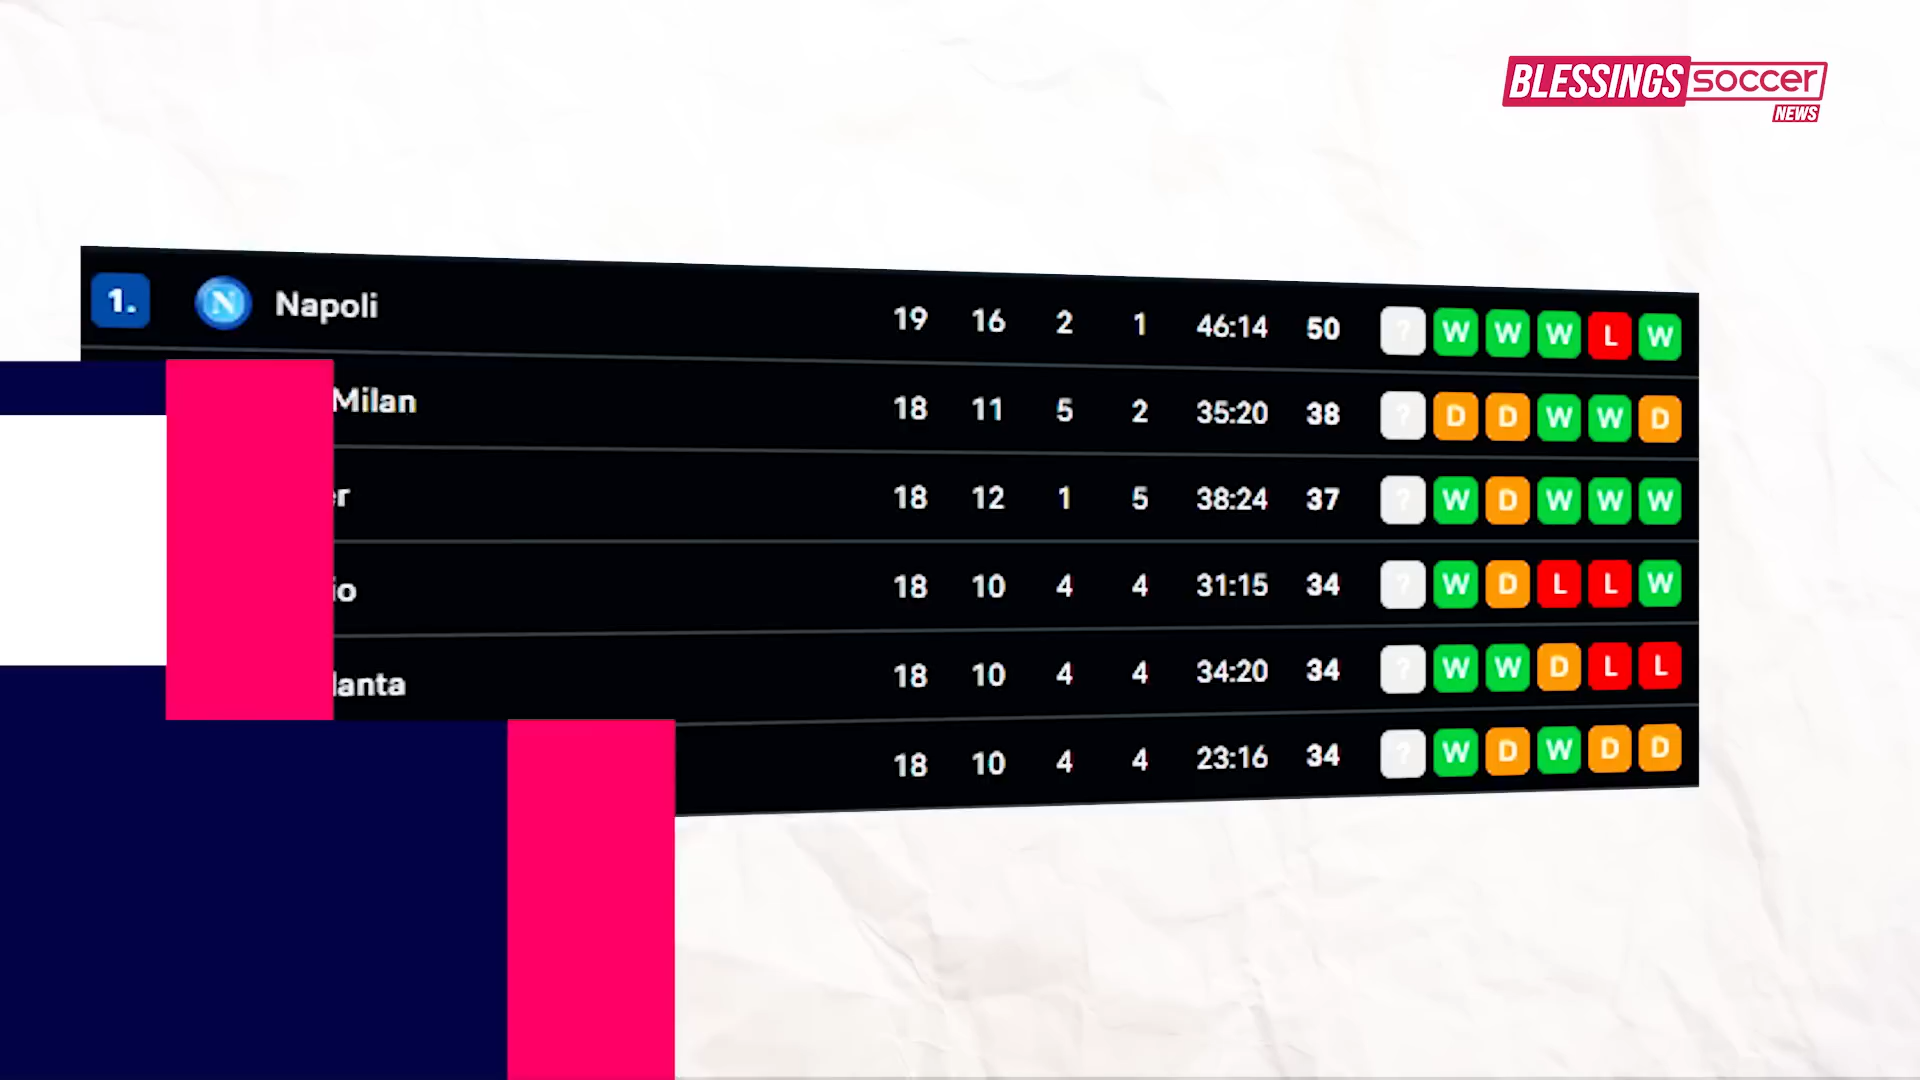 BLESSINGS soccer
NEWS
1. N Napoli 19 16 2 1 46:14 50 ? W W W L W
Milan 18 11 5 2 35:20 38 ? D D W W D
er 18 12 1 5 38:24 37 ? W D W W W
io 18 10 4 4 31:15 34 ? W D L L W
lanta 18 10 4 4 34:20 34 ? W W D L L
18 10 4 4 23:16 34 ? W D W D D